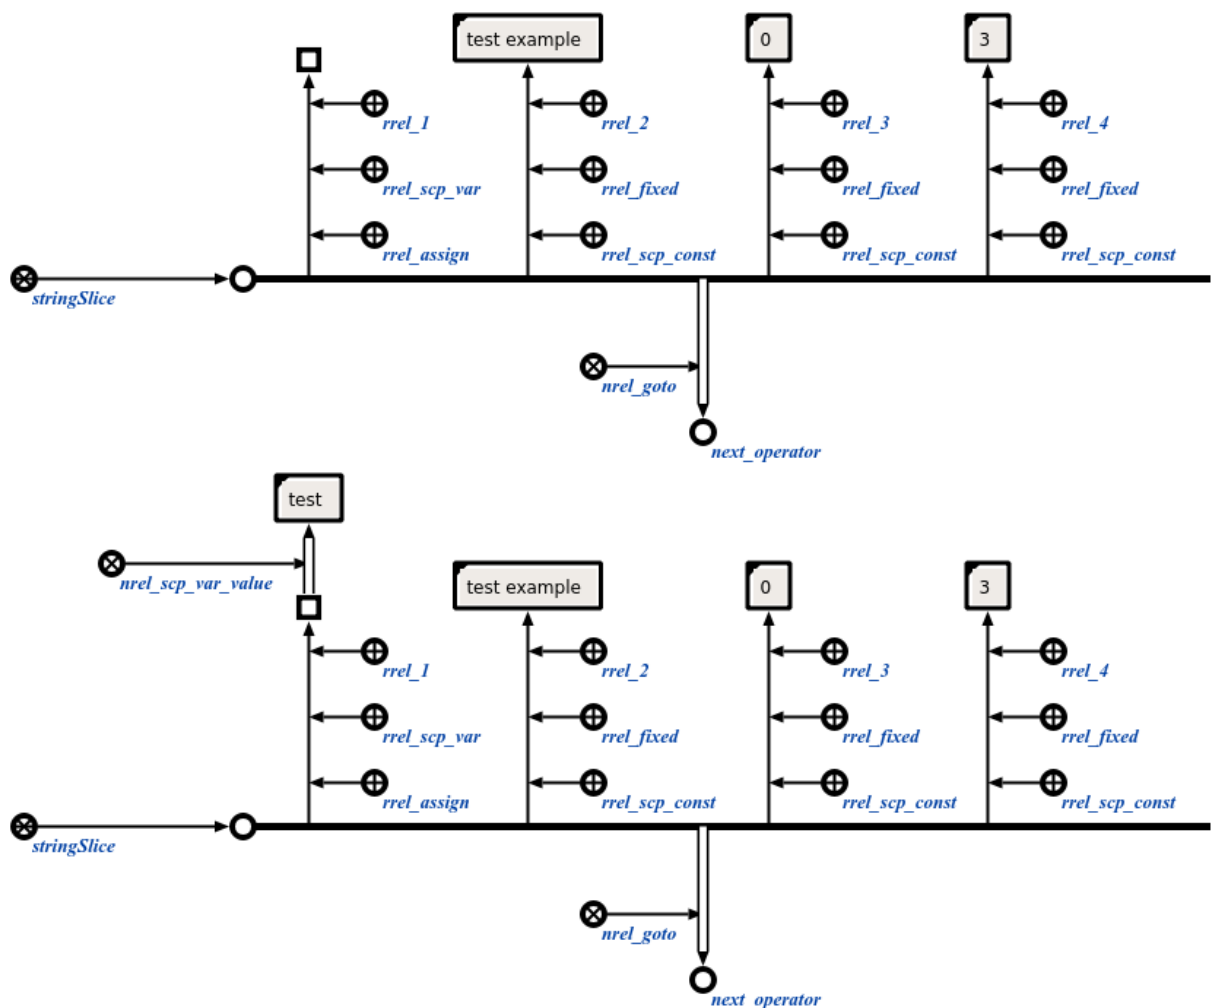 test example 0 3
rrel_1 rrel_2 rrel_3 rrel_4
rrel_scp_var rrel_fixed rrel_fixed rrel_fixed
rrel_assign rrel_scp_const rrel_scp_const rrel_scp_const
stringSlice
nrel_goto
next_operator
test
nrel_scp_var_value
test example 0 3
rrel_1 rrel_2 rrel_3 rrel_4
rrel_scp_var rrel_fixed rrel_fixed rrel_fixed
rrel_assign rrel_scp_const rrel_scp_const rrel_scp_const
stringSlice
nrel_goto
next_operator